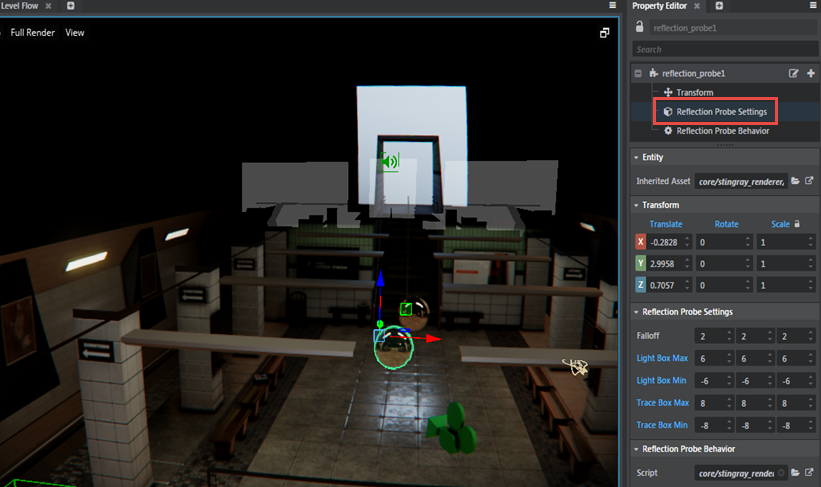 Level Flow
Property Editor
Full Render View
reflection_probe1
Search
reflection_probe1
Transform
Reflection Probe Settings
Reflection Probe Behavior
Entity
Inherited Asset core/stingray_renderer,
Transform
Translate Rotate Scale
X -0.2828 0 1
Y 2.9958 0 1
Z 0.7057 0 1
Reflection Probe Settings
Falloff 2 2 2
Light Box Max 6 6 6
Light Box Min -6 -6 -6
Trace Box Max 8 8 8
Trace Box Min -8 -8 -8
Reflection Probe Behavior
Script core/stingray_rende